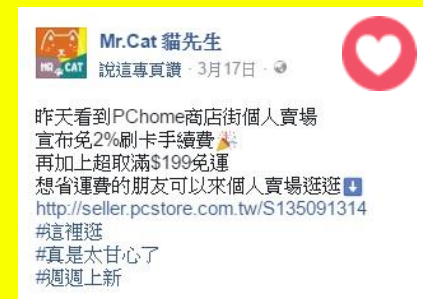 Mr.Cat 貓先生
MR. CAT
說這專頁讚 · 3月17日 ·
昨天看到PChome商店街個人賣場
宣布免2%刷卡手續費🎉
再加上超取滿$199免運
想省運費的朋友可以來個人賣場逛逛⬇
http://seller.pcstore.com.tw/S135091314
#這裡逛
#真是太甘心了
#週週上新